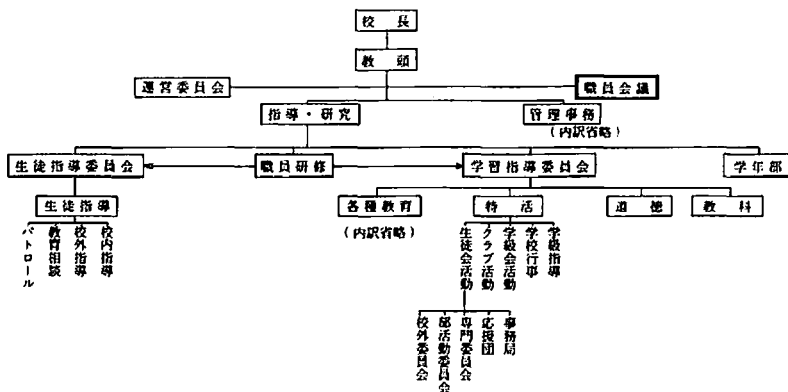 校長
教頭
運営委員会
職員会議
指導・研究
管理事務
(内訳省略)
生徒指導委員会
職員研修
学習指導委員会
学年部
生徒指導
各種教育
特活
道徳
教科
(内訳省略)
パトロール
教育相談
校外指導
校内指導
生徒会活動
クラブ活動
学級会活動
学校行事
学級指導
校外委員会
部活動委員会
専門委員会
応援団
事務局